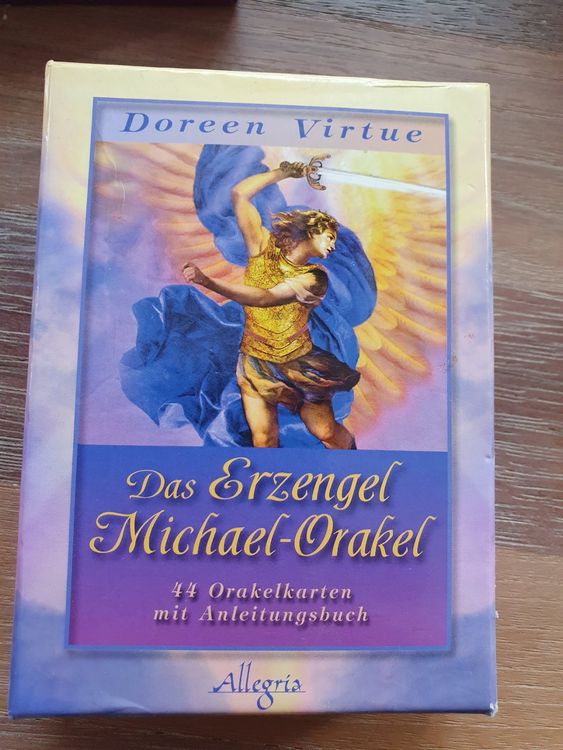 Doreen Virtue
Das Erzengel
Michael-Orakel
44 Orakelkarten
mit Anleitungsbuch
Allegria